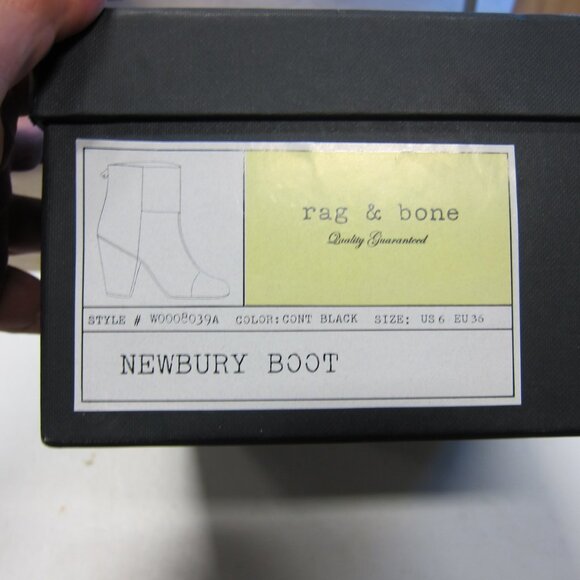 rag & bone
Quality Guaranteed
STYLE # W0008039A COLOR: CONT BLACK SIZE: US 6 EU 36
NEWBURY BOOT